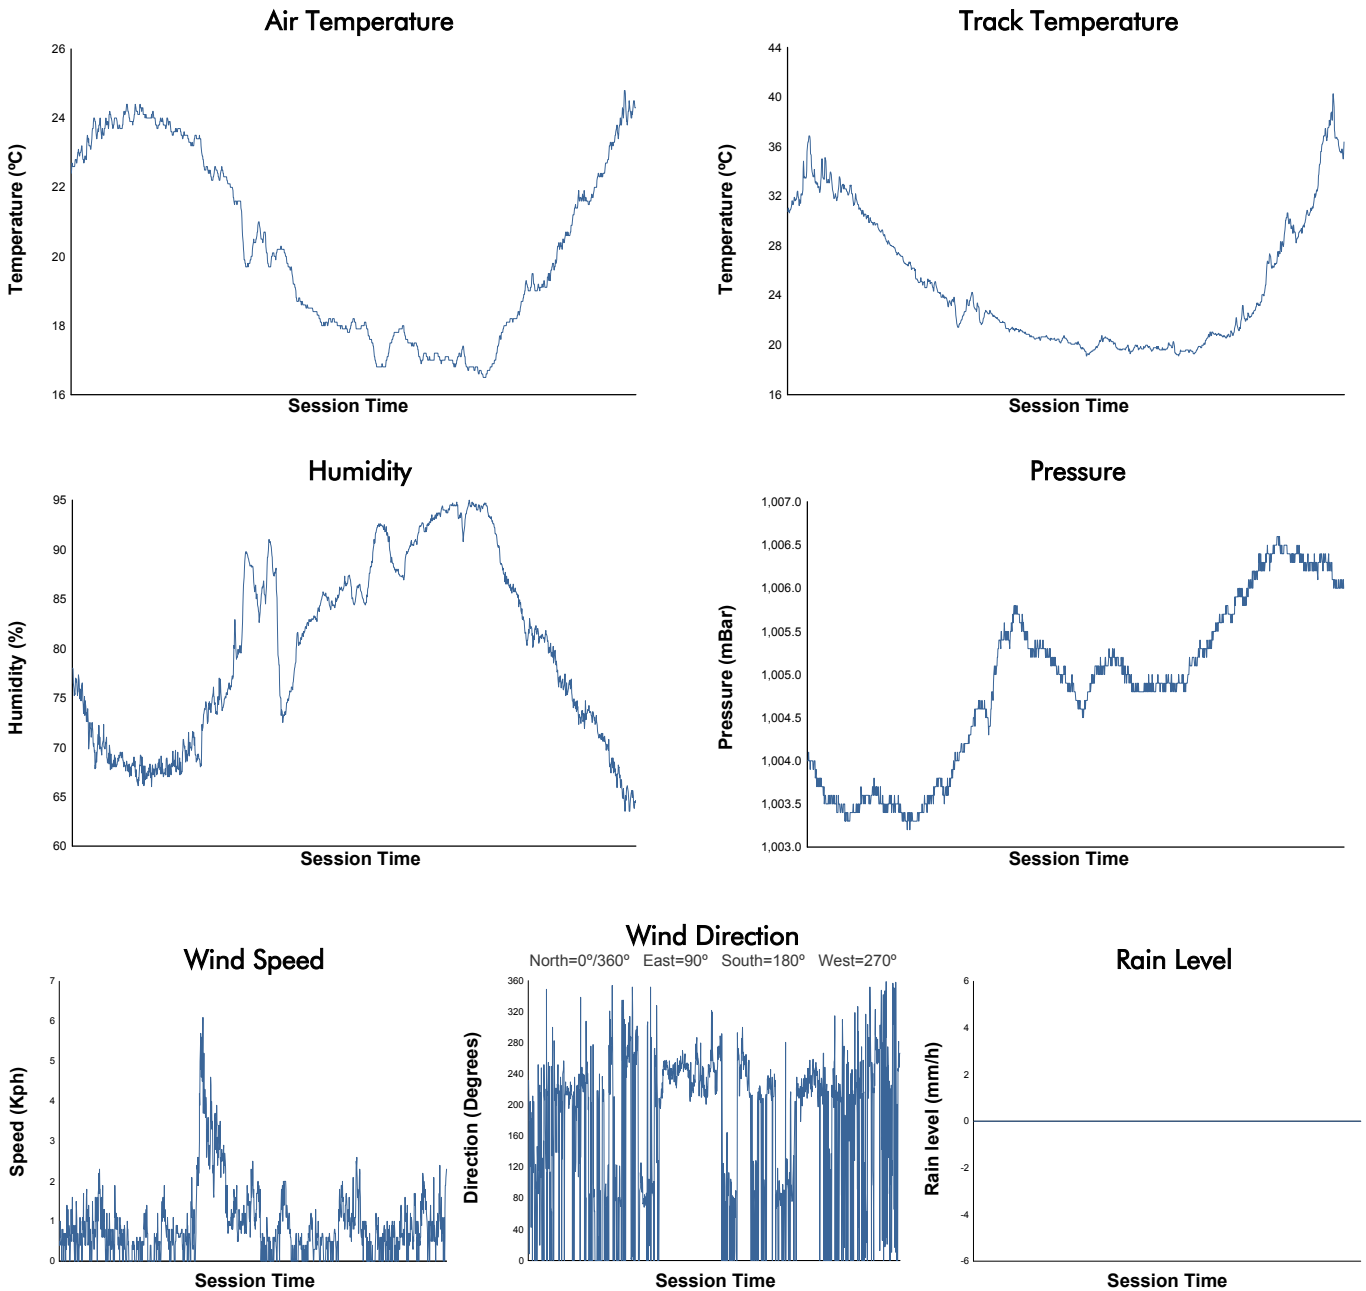 Air Temperature
Track Temperature
26
24
22
20
18
16
Temperature (ºC)
Session Time
44
40
36
32
28
24
20
16
Temperature (ºC)
Session Time
Humidity
Pressure
95
90
85
80
75
70
65
60
Humidity (%)
Session Time
1,007.0
1,006.5
1,006.0
1,005.5
1,005.0
1,004.5
1,004.0
1,003.5
1,003.0
Pressure (mBar)
Session Time
Wind Speed
7
6
5
4
3
2
1
0
Speed (Kph)
Session Time
Wind Direction
North=0º/360º East=90º South=180º West=270º
360
320
280
240
200
160
120
80
40
0
Direction (Degrees)
Session Time
Rain Level
6
4
2
0
-2
-4
-6
Rain level (mm/h)
Session Time